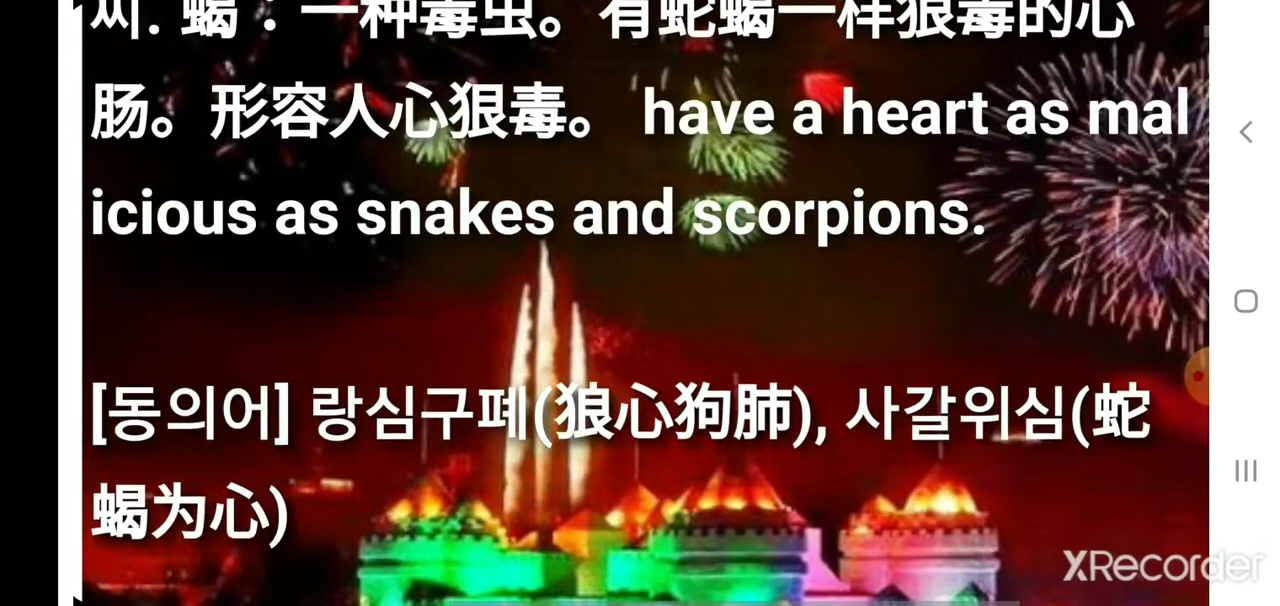 씨. 蝎：一种毒虫。有蛇蝎一样狠毒的心
肠。形容人心狠毒。 have a heart as mal
icious as snakes and scorpions.
[동의어] 랑심구폐(狼心狗肺), 사갈위심(蛇
蝎为心)
XRecorder